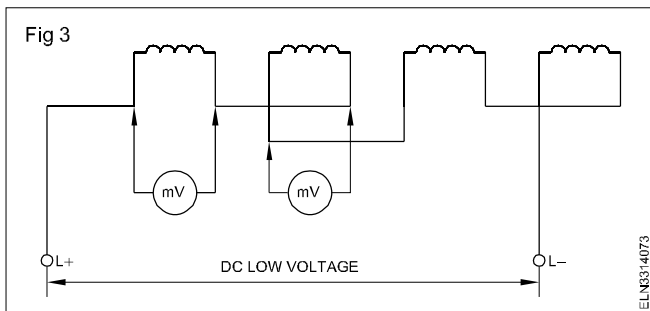 Fig 3
mV
mV
L+
DC LOW VOLTAGE
L–
ELN3314073